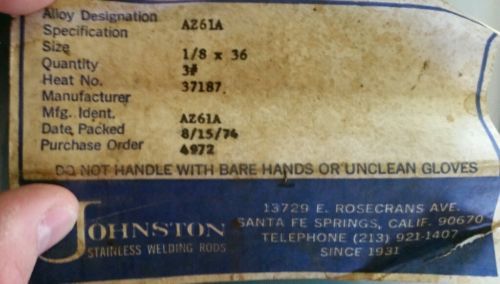 Alloy Designation AZ61A
Specification
Size 1/8 x 36
Quantity 3#
Heat No. 37187
Manufacturer
Mfg. Ident. AZ61A
Date Packed 8/15/74
Purchase Order 4972
DO NOT HANDLE WITH BARE HANDS OR UNCLEAN GLOVES
JOHNSTON
STAINLESS WELDING RODS
13729 E. ROSECRANS AVE.
SANTA FE SPRINGS, CALIF. 90670
TELEPHONE (213) 921-1407
SINCE 1931